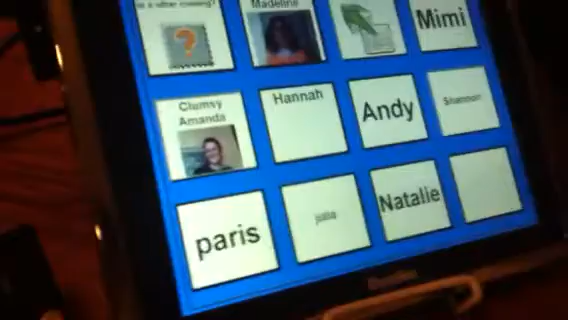 Madeline
Mimi
Clumsy
Amanda
Hannah
Andy
Shannon
paris
julia
Natalie